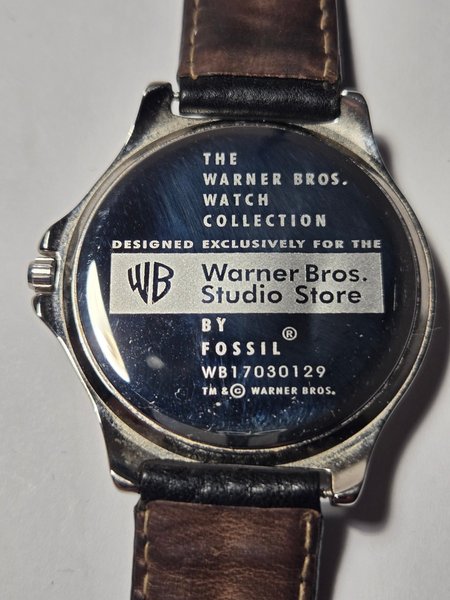 THE
WARNER BROS.
WATCH
COLLECTION
DESIGNED EXCLUSIVELY FOR THE
WB Warner Bros.
Studio Store
BY
FOSSIL®
WB17030129
TM & © WARNER BROS.